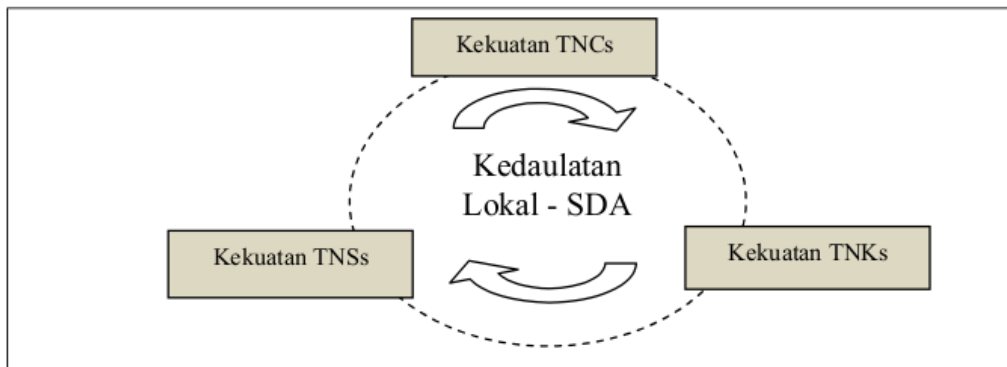 Kekuatan TNCs
Kedaulatan
Lokal - SDA
Kekuatan TNSs
Kekuatan TNKs